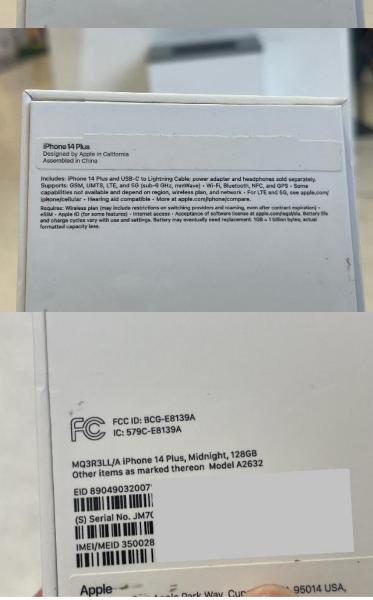 iPhone 14 Plus
Designed by Apple in California
Assembled in China
Includes: iPhone 14 Plus and USB-C to Lightning Cable; power adapter and headphones sold separately.
Supports: GSM, UMTS, LTE, and 5G (sub-6 GHz, mmWave) • Wi-Fi, Bluetooth, NFC, and GPS • Some
capabilities not available and depend on region, wireless plan, and network • For LTE and 5G, see apple.com/
iphone/cellular • Hearing aid compatible • More at apple.com/iphone/compare.
Requires: Wireless plan (may include restrictions on switching providers and roaming, even after contract expiration) •
eSIM • Apple ID (for some features) • Internet access • Acceptance of software license at apple.com/legal/sla. Battery life
and charge cycles vary with use and settings. Battery may eventually need replacement. 1GB = 1 billion bytes; actual
formatted capacity less.
FC
FCC ID: BCG-E8139A
IC: 579C-E8139A
MQ3R3LL/A iPhone 14 Plus, Midnight, 128GB
Other items as marked thereon Model A2632
EID 89049032007
(S) Serial No. JM7
IMEI/MEID 350028
Apple
Apple Park Way, 95014 USA,